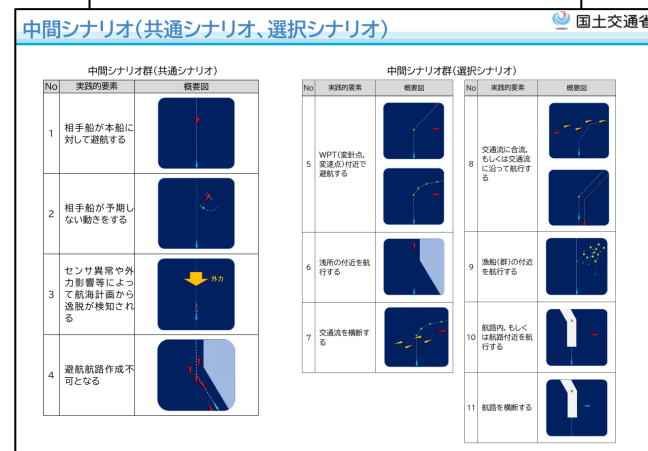 中間シナリオ(共通シナリオ、選択シナリオ)
国土交通省
中間シナリオ群(共通シナリオ)
No 実践的要素 概要図
1 相手船が本船に
対して避航する
2 相手船が予期し
ない動きをする
3 センサ異常や外
力影響等によっ
て航海計画から
逸脱が検知され
る
外力
4 避航航路作成不
可となる
中間シナリオ群(選択シナリオ)
No 実践的要素 概要図
5 WPT(変針点,
変速点)付近で
避航する
6 浅所の付近を航
行する
7 交通流を横断す
る
No 実践的要素 概要図
8 交通流に合流,
もしくは交通流
に沿って航行す
る
9 漁船(群)の付近
を航行する
10 航路内,もしく
は航路付近を航
行する
11 航路を横断する